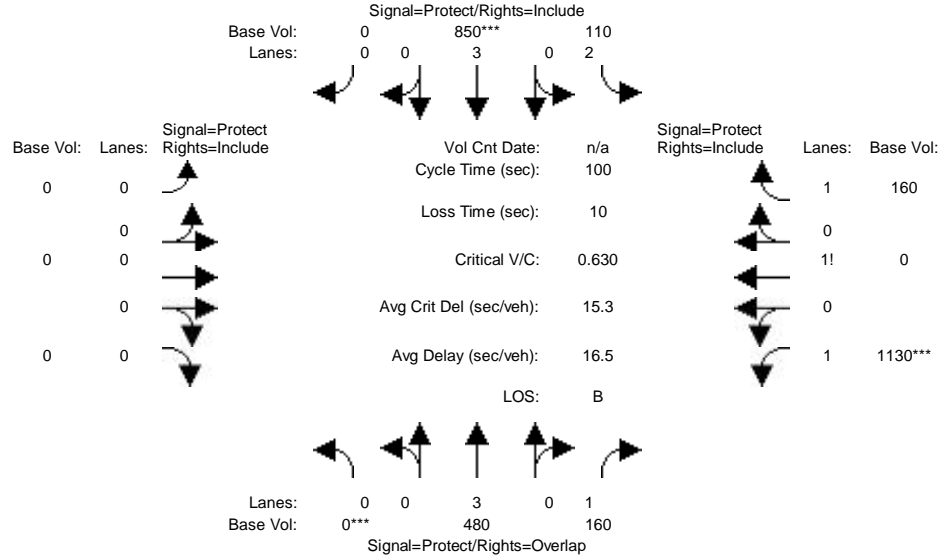 Signal=Protect/Rights=Include
Base Vol: 0 850*** 110
Lanes: 0 0 3 0 2
Signal=Protect
Rights=Include
Base Vol: Lanes:
Vol Cnt Date: n/a
Signal=Protect
Rights=Include
Lanes: Base Vol:
Cycle Time (sec): 100
0 0
1 160
Loss Time (sec): 10
0
0
0 0
Critical V/C: 0.630
1! 0
0
Avg Crit Del (sec/veh): 15.3
0
0 0
Avg Delay (sec/veh): 16.5
1 1130***
LOS: B
Lanes: 0 0 3 0 1
Base Vol: 0*** 480 160
Signal=Protect/Rights=Overlap